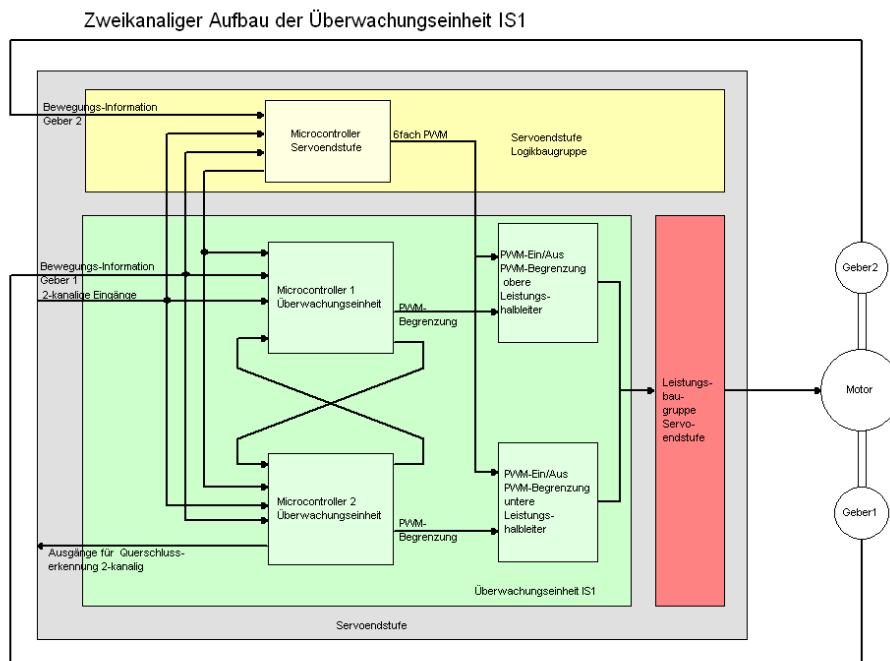 Zweikanaliger Aufbau der Überwachungseinheit IS1
Bewegungs-Information
Geber 2
Microcontroller
Servoendstufe
6fach PWM
Servoendstufe
Logikbaugruppe
Bewegungs-Information
Geber 1
2-kanalige Eingänge
Microcontroller 1
Überwachungseinheit
PWM-
Begrenzung
PWM-Ein/Aus
PWM-Begrenzung
obere
Leistungs-
halbleiter
Geber2
Leistungs-
bau-
gruppe
Servo-
endstufe
Motor
Microcontroller 2
Überwachungseinheit
PWM-
Begrenzung
PWM-Ein/Aus
PWM-Begrenzung
untere
Leistungs-
halbleiter
Geber1
Ausgänge für Querschluss-
erkennung 2-kanalig
Überwachungseinheit IS1
Servoendstufe